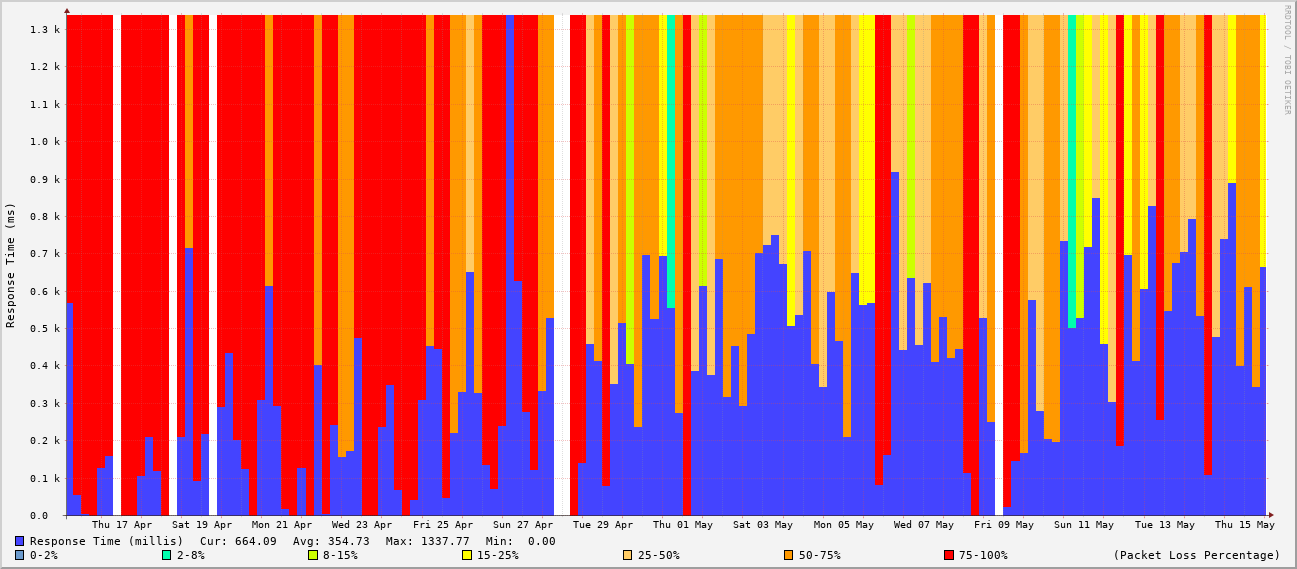 RRDTOOL / TOBI OETIKER
Response Time (ms)
1.3 k
1.2 k
1.1 k
1.0 k
0.9 k
0.8 k
0.7 k
0.6 k
0.5 k
0.4 k
0.3 k
0.2 k
0.1 k
0.0
Thu 17 Apr Sat 19 Apr Mon 21 Apr Wed 23 Apr Fri 25 Apr Sun 27 Apr Tue 29 Apr Thu 01 May Sat 03 May Mon 05 May Wed 07 May Fri 09 May Sun 11 May Tue 13 May Thu 15 May
Response Time (millis) Cur: 664.09 Avg: 354.73 Max: 1337.77 Min: 0.00
0-2% 2-8% 8-15% 15-25% 25-50% 50-75% 75-100% (Packet Loss Percentage)